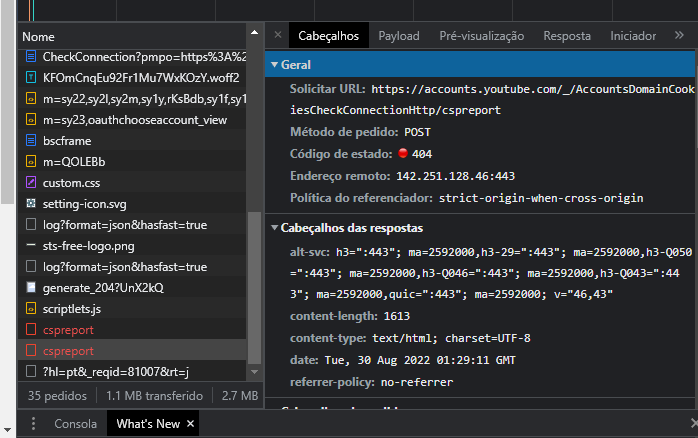 Nome
CheckConnection?pmpo=https%3A%2
KFOmCnqEu92Fr1Mu7WxKOzY.woff2
m=sy22,sy2l,sy2m,sy1y,rKsBdb,sy1f,sy1
m=sy23,oauthchooseaccount_view
bscframe
m=QOLEBb
custom.css
setting-icon.svg
log?format=json&hasfast=true
sts-free-logo.png
log?format=json&hasfast=true
generate_204?UnX2kQ
scriptlets.js
cspreport
cspreport
?hl=pt&_reqid=81007&rt=j
35 pedidos
1.1 MB transferido
2.7 MB
Cabeçalhos
Payload
Pré-visualização
Resposta
Iniciador
Geral
Solicitar URL: https://accounts.youtube.com/_/AccountsDomainCook
iesCheckConnectionHttp/cspreport
Método de pedido: POST
Código de estado: 404
Endereço remoto: 142.251.128.46:443
Política do referenciador: strict-origin-when-cross-origin
Cabeçalhos das respostas
alt-svc: h3=":443"; ma=2592000,h3-29=":443"; ma=2592000,h3-Q050
=":443"; ma=2592000,h3-Q046=":443"; ma=2592000,h3-Q043=":44
3"; ma=2592000,quic=":443"; ma=2592000; v="46,43"
content-length: 1613
content-type: text/html; charset=UTF-8
date: Tue, 30 Aug 2022 01:29:11 GMT
referrer-policy: no-referrer
Consola
What's New